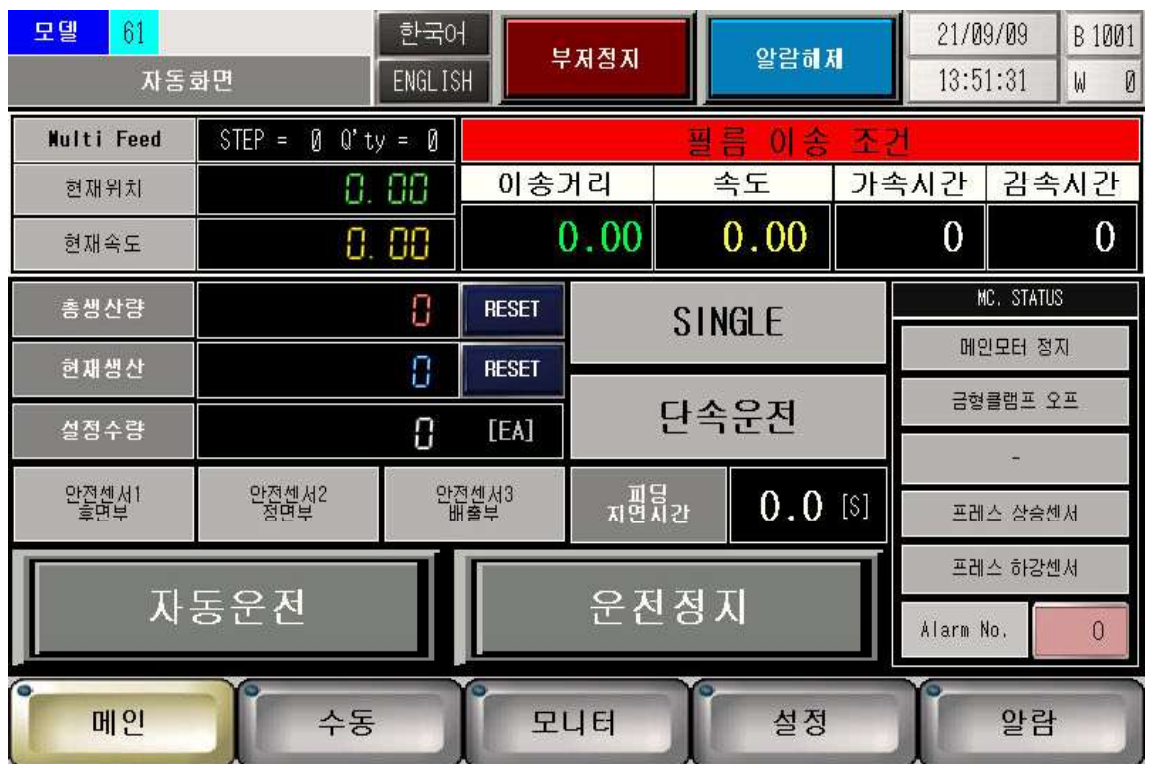 모델 61
자동화면
한국어
ENGLISH
부저정지
알람해제
21/09/09
13:51:31
B 1001
W 0
Multi Feed
STEP = 0 Q'ty = 0
필름 이송 조건
현재위치
0.00
이송거리 속도 가속시간 김속시간
현재속도
0.00
0.00 0.00 0 0
총생산량
0
RESET
현재생산
0
RESET
설정수량
0 [EA]
SINGLE
단속운전
MC. STATUS
메인모터 정지
금형클램프 오프
-
프레스 상승센서
프레스 하강센서
Alarm No. 0
안전센서1
후면부
안전센서2
정면부
안전센서3
배출부
피딩
지연시간
0.0 [S]
자동운전
운전정지
메인
수동
모니터
설정
알람